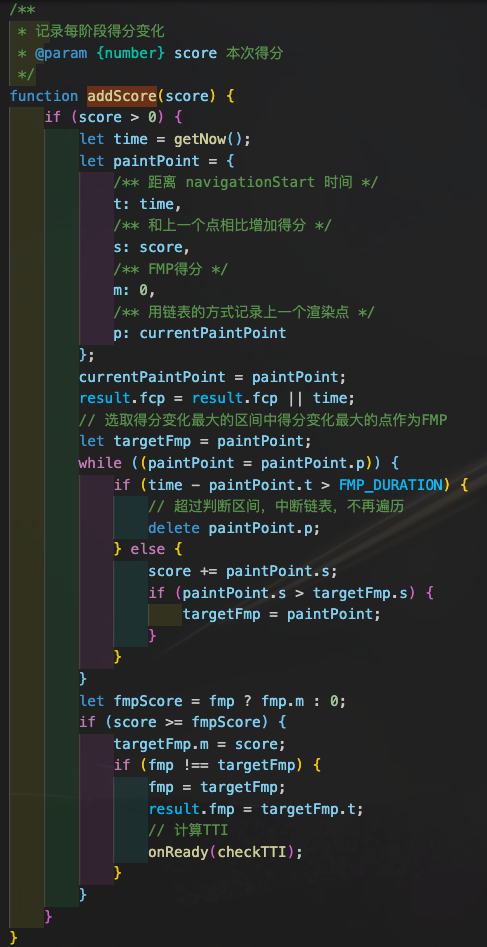 /**
 * 记录每阶段得分变化
 * @param {number} score 本次得分
 */
function addScore(score) {
    if (score > 0) {
        let time = getNow();
        let paintPoint = {
            /** 距离 navigationStart 时间 */
            t: time,
            /** 和上一个点相比增加得分 */
            s: score,
            /** FMP得分 */
            m: 0,
            /** 用链表的方式记录上一个渲染点 */
            p: currentPaintPoint
        };
        currentPaintPoint = paintPoint;
        result.fcp = result.fcp || time;
        // 选取得分变化最大的区间中得分变化最大的点作为FMP
        let targetFmp = paintPoint;
        while ((paintPoint = paintPoint.p)) {
            if (time - paintPoint.t > FMP_DURATION) {
                // 超过判断区间，中断链表，不再遍历
                delete paintPoint.p;
            } else {
                score += paintPoint.s;
                if (paintPoint.s > targetFmp.s) {
                    targetFmp = paintPoint;
                }
            }
        }
        let fmpScore = fmp ? fmp.m : 0;
        if (score >= fmpScore) {
            targetFmp.m = score;
            if (fmp !== targetFmp) {
                fmp = targetFmp;
                result.fmp = targetFmp.t;
                // 计算TTI
                onReady(checkTTI);
            }
        }
    }
}